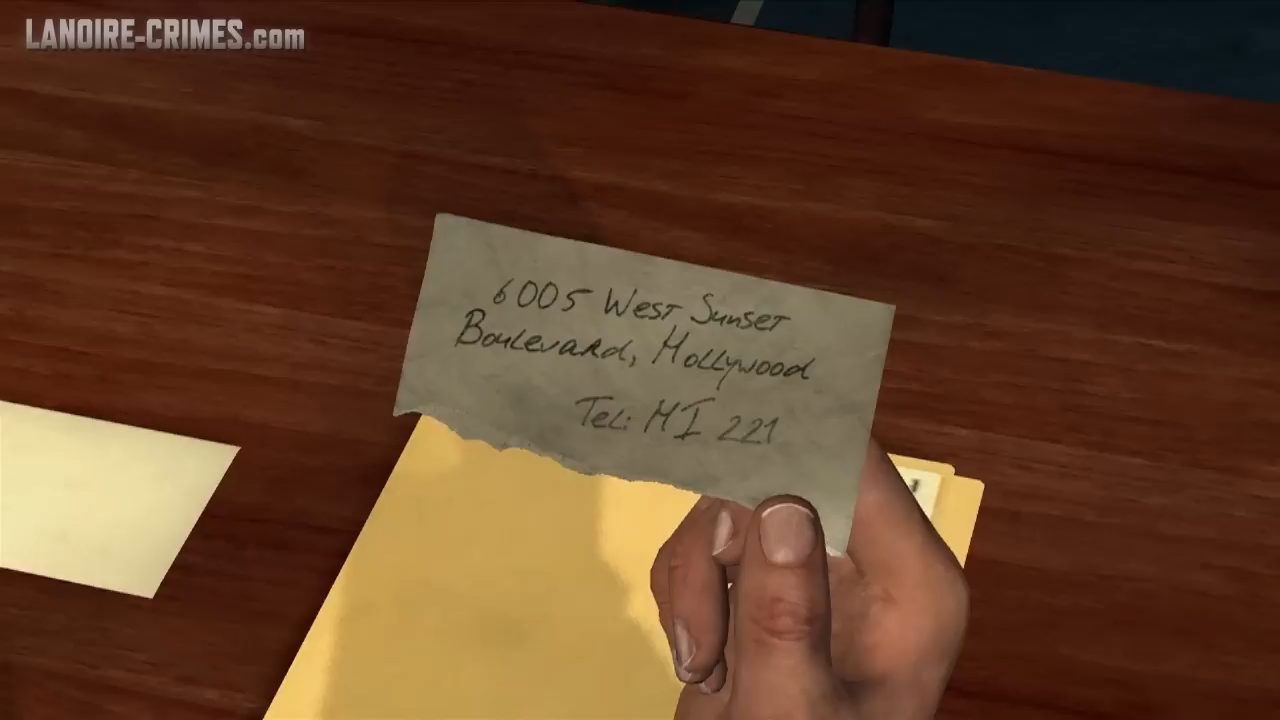 LANOIRE-CRIMES.com
6005 West Sunset
Boulevard, Hollywood
Tel: MI 221